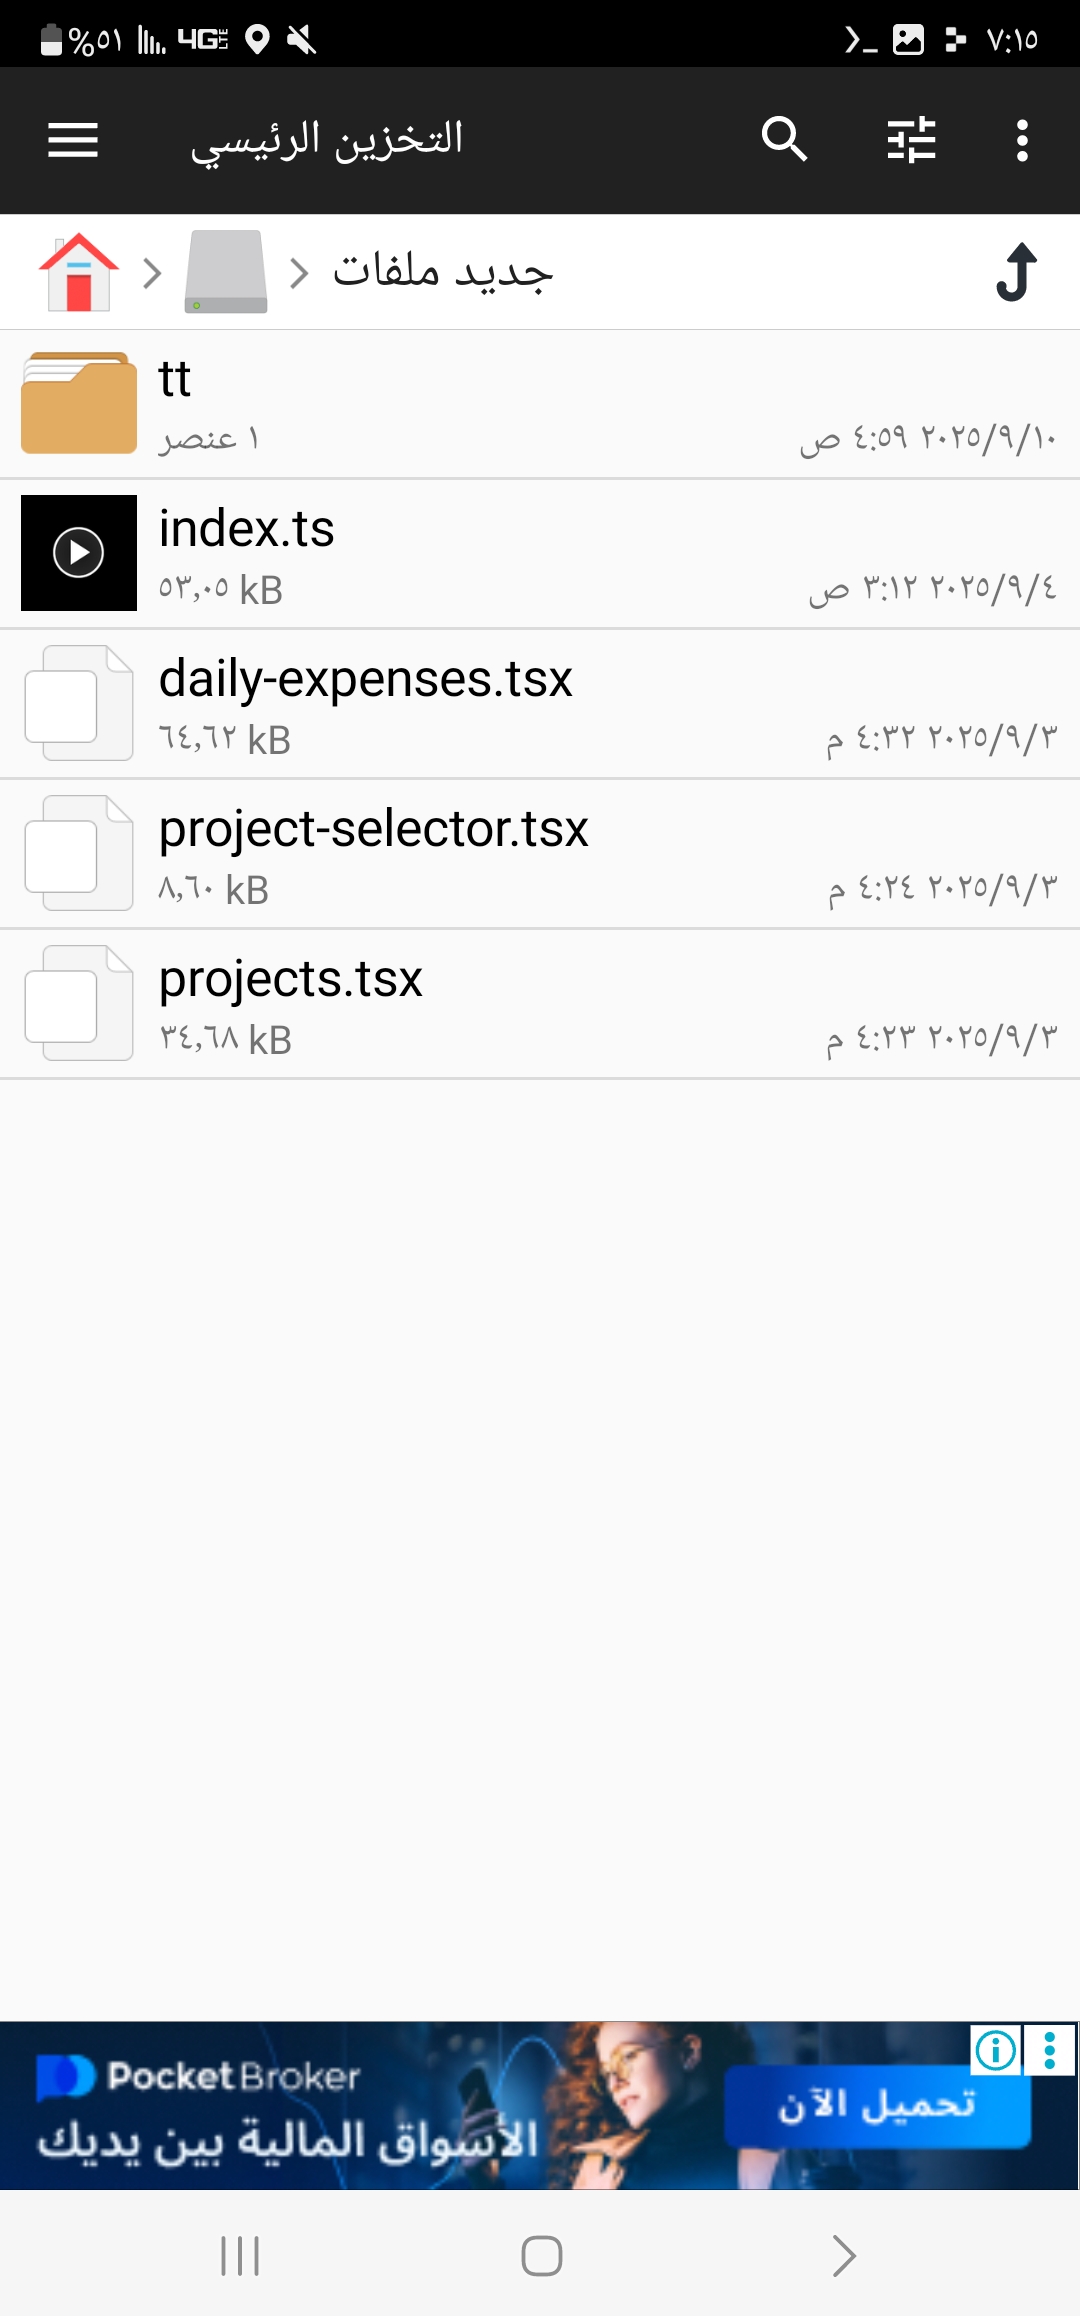 %٥١ 4G LTE ٧:١٥
التخزين الرئيسي
جديد ملفات
tt
١ عنصر
٢٠٢٥/٩/١٠ ٤:٥٩ ص
index.ts
٥٣,٠٥ kB
٢٠٢٥/٩/٤ ٣:١٢ ص
daily-expenses.tsx
٦٤,٦٢ kB
٢٠٢٥/٩/٣ ٤:٣٢ م
project-selector.tsx
٨,٦٠ kB
٢٠٢٥/٩/٣ ٤:٢٤ م
projects.tsx
٣٤,٦٨ kB
٢٠٢٥/٩/٣ ٤:٢٣ م
PocketBroker
الأسواق المالية بين يديك
تحميل الآن